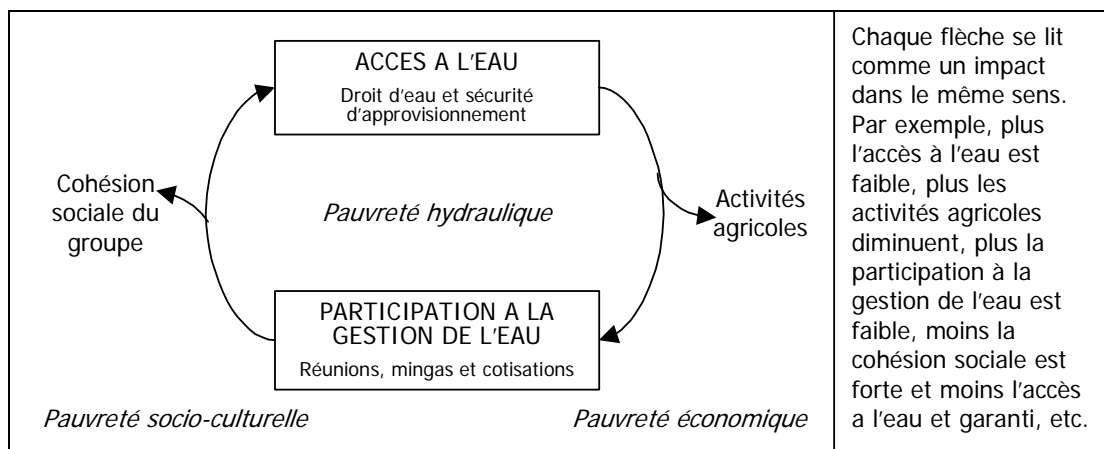 ACCES A L'EAU
Droit d'eau et sécurité
d'approvisionnement
Cohésion
sociale du
groupe
Pauvreté hydraulique
Activités
agricoles
PARTICIPATION A LA
GESTION DE L'EAU
Réunions, mingas et cotisations
Pauvreté socio-culturelle
Pauvreté économique
Chaque flèche se lit
comme un impact
dans le même sens.
Par exemple, plus
l'accès à l'eau est
faible, plus les
activités agricoles
diminuent, plus la
participation à la
gestion de l'eau est
faible, moins la
cohésion sociale est
forte et moins l'accès
a l'eau et garanti, etc.